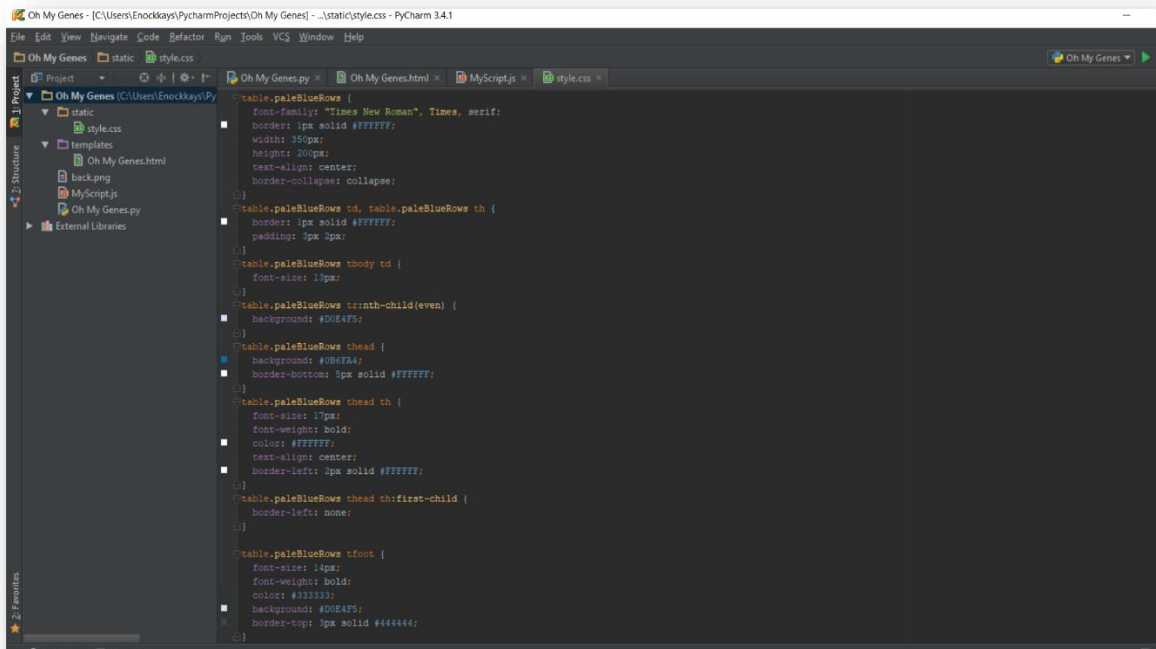 Oh My Genes - [C:\Users\Enockkays\PycharmProjects\Oh My Genes] - ...\static\style.css - PyCharm 3.4.1
File Edit View Navigate Code Refactor Run Tools VCS Window Help
Oh My Genes static style.css
Oh My Genes
Project
Oh My Genes.py Oh My Genes.html MyScript.js style.css
1: Project
2: Structure
2: Favorites
Oh My Genes (C:\Users\Enockkays\Py
static
style.css
templates
Oh My Genes.html
back.png
MyScript.js
Oh My Genes.py
External Libraries
table.paleBlueRows {
font-family: "Times New Roman", Times, serif;
border: 1px solid #FFFFFF;
width: 350px;
height: 200px;
text-align: center;
border-collapse: collapse;
}
table.paleBlueRows td, table.paleBlueRows th {
border: 1px solid #FFFFFF;
padding: 3px 2px;
}
table.paleBlueRows tbody td {
font-size: 13px;
}
table.paleBlueRows tr:nth-child(even) {
background: #D0E4F5;
}
table.paleBlueRows thead {
background: #0B6FA4;
border-bottom: 5px solid #FFFFFF;
}
table.paleBlueRows thead th {
font-size: 17px;
font-weight: bold;
color: #FFFFFF;
text-align: center;
border-left: 2px solid #FFFFFF;
}
table.paleBlueRows thead th:first-child {
border-left: none;
}
table.paleBlueRows tfoot {
font-size: 14px;
font-weight: bold;
color: #333333;
background: #D0E4F5;
border-top: 3px solid #444444;
}